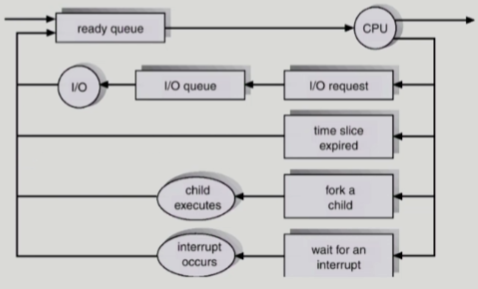 ready queue
CPU
I/O
I/O queue
I/O request
time slice
expired
child
executes
fork a
child
interrupt
occurs
wait for an
interrupt